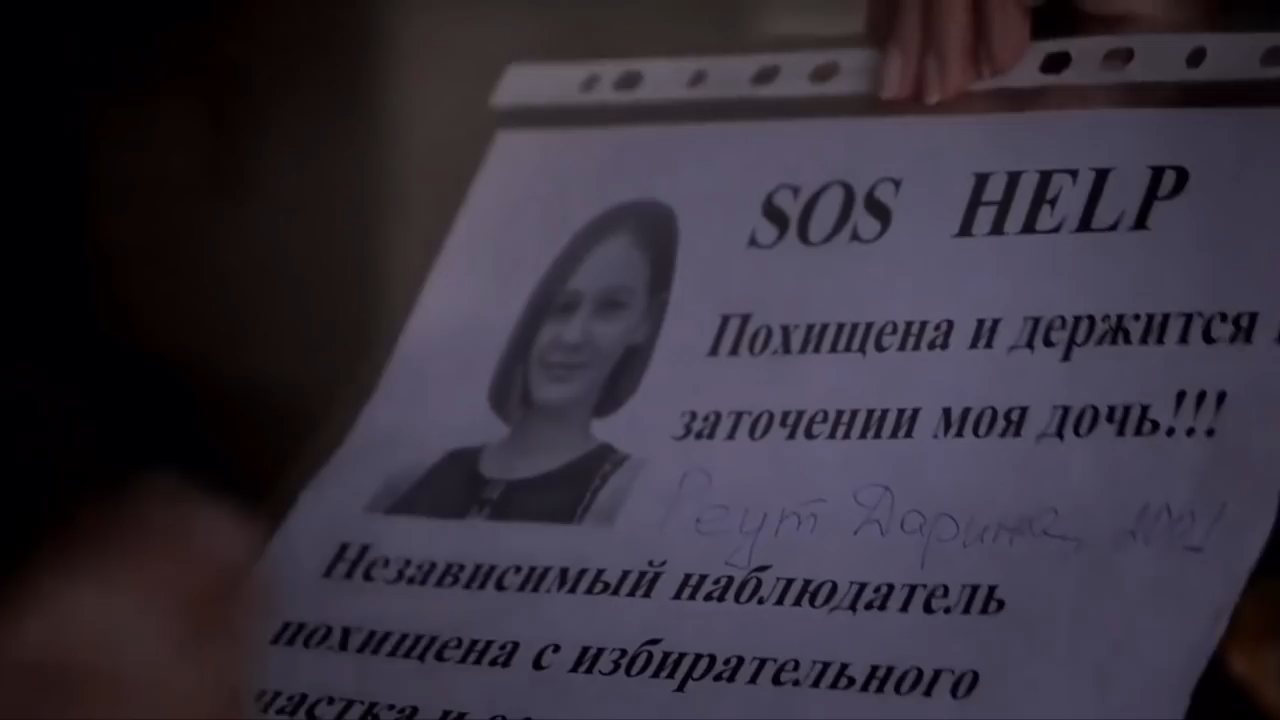 SOS HELP
Похищена и держится
заточении моя дочь!!!
Реут Дарина
Независимый наблюдатель
похищена с избирательного